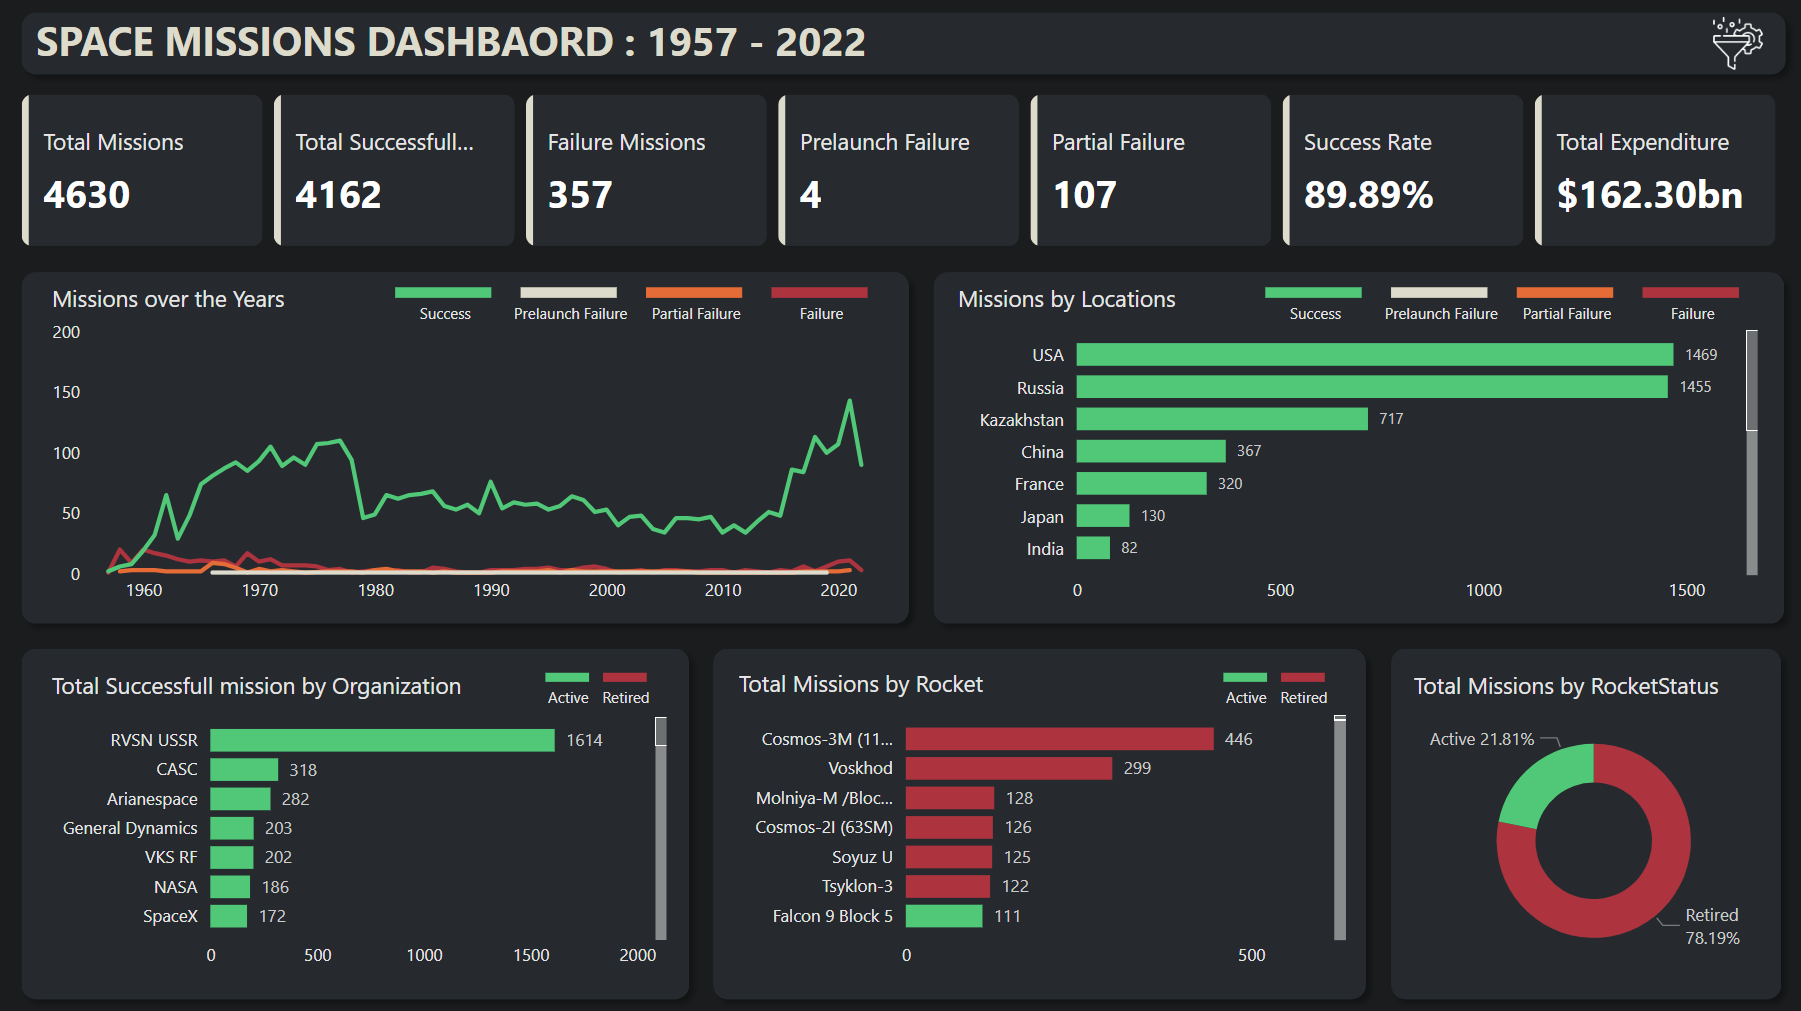 SPACE MISSIONS DASHBAORD : 1957 - 2022
Total Missions
4630
Total Successfull...
4162
Failure Missions
357
Prelaunch Failure
4
Partial Failure
107
Success Rate
89.89%
Total Expenditure
$162.30bn
Missions over the Years
Success
Prelaunch Failure
Partial Failure
Failure
200
150
100
50
0
1960 1970 1980 1990 2000 2010 2020
Missions by Locations
Success
Prelaunch Failure
Partial Failure
Failure
USA 1469
Russia 1455
Kazakhstan 717
China 367
France 320
Japan 130
India 82
0 500 1000 1500
Total Successfull mission by Organization
Active Retired
RVSN USSR 1614
CASC 318
Arianespace 282
General Dynamics 203
VKS RF 202
NASA 186
SpaceX 172
0 500 1000 1500 2000
Total Missions by Rocket
Active Retired
Cosmos-3M (11... 446
Voskhod 299
Molniya-M /Bloc... 128
Cosmos-2I (63SM) 126
Soyuz U 125
Tsyklon-3 122
Falcon 9 Block 5 111
0 500
Total Missions by RocketStatus
Active 21.81%
Retired
78.19%